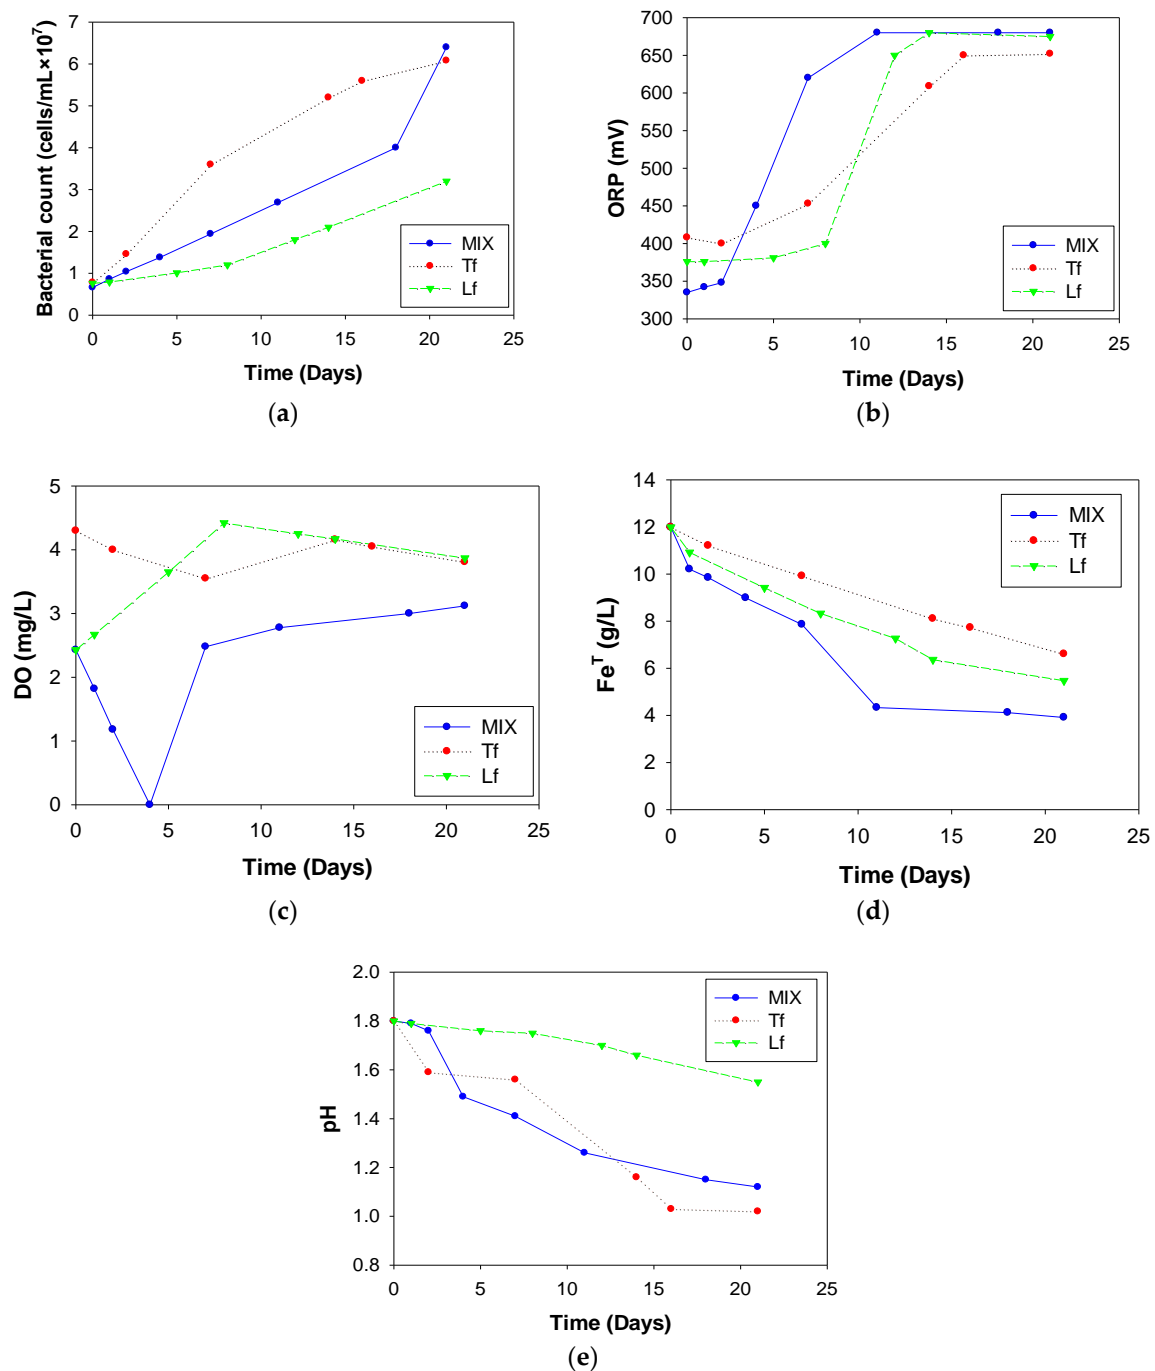 7
6
5
4
3
2
1
0
Bacterial count (cells/mL×10⁷)
MIX
Tf
Lf
0 5 10 15 20 25
Time (Days)
(a)
700
650
600
550
500
450
400
350
300
ORP (mV)
MIX
Tf
Lf
0 5 10 15 20 25
Time (Days)
(b)
5
4
3
2
1
0
DO (mg/L)
MIX
Tf
Lf
0 5 10 15 20 25
Time (Days)
(c)
14
12
10
8
6
4
2
0
Feᵀ (g/L)
MIX
Tf
Lf
0 5 10 15 20 25
Time (Days)
(d)
2.0
1.8
1.6
1.4
1.2
1.0
0.8
pH
MIX
Tf
Lf
0 5 10 15 20 25
Time (Days)
(e)